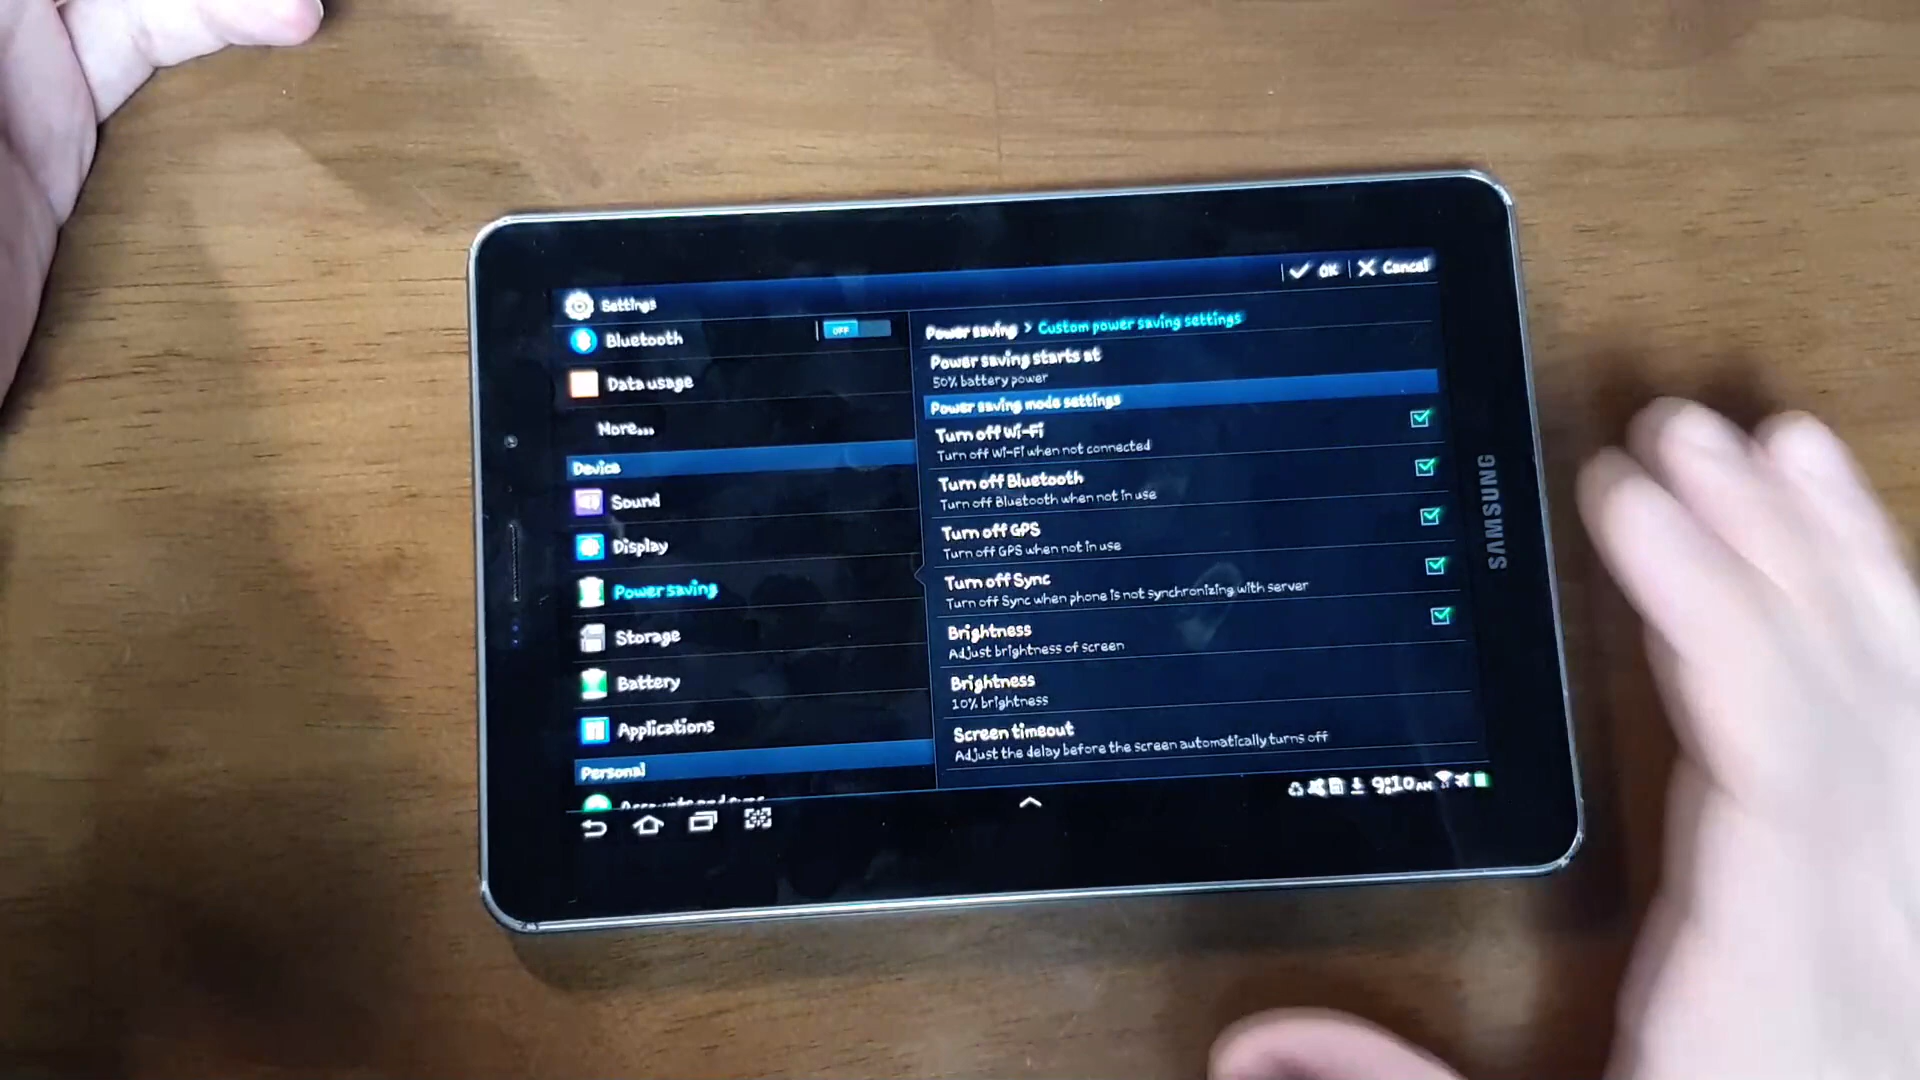 Settings
OK
Cancel
Bluetooth
OFF
Data usage
More...
Device
Sound
Display
Power saving
Storage
Battery
Applications
Personal
Accounts and sync
Power saving > Custom power saving settings
Power saving starts at
50% battery power
Power saving mode settings
Turn off Wi-Fi
Turn off Wi-Fi when not connected
Turn off Bluetooth
Turn off Bluetooth when not in use
Turn off GPS
Turn off GPS when not in use
Turn off Sync
Turn off Sync when phone is not synchronizing with server
Brightness
Adjust brightness of screen
Brightness
10% brightness
Screen timeout
Adjust the delay before the screen automatically turns off
9:10 AM
SAMSUNG